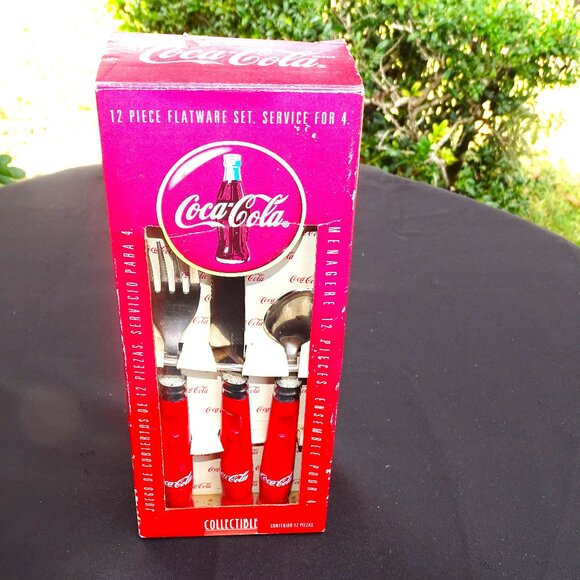 Coca-Cola®
12 PIECE FLATWARE SET. SERVICE FOR 4.
Coca-Cola®
JUEGO DE CUBIERTOS DE 12 PIEZAS. SERVICIO PARA 4.
MENAGERE 12 PIECES ENSEMBLE POUR 4
Coca-Cola
Coca-Cola
Coca-Cola
COLLECTIBLE
CONTENIDO 12 PIEZAS.